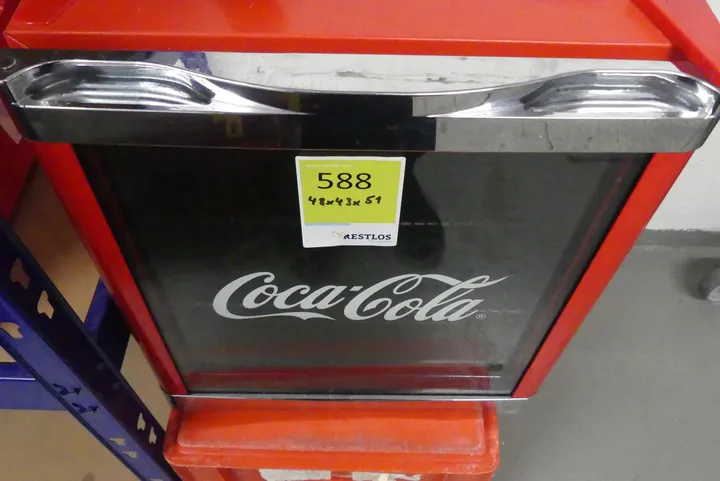 588
48x43x51
RESTLOS
Coca-Cola®